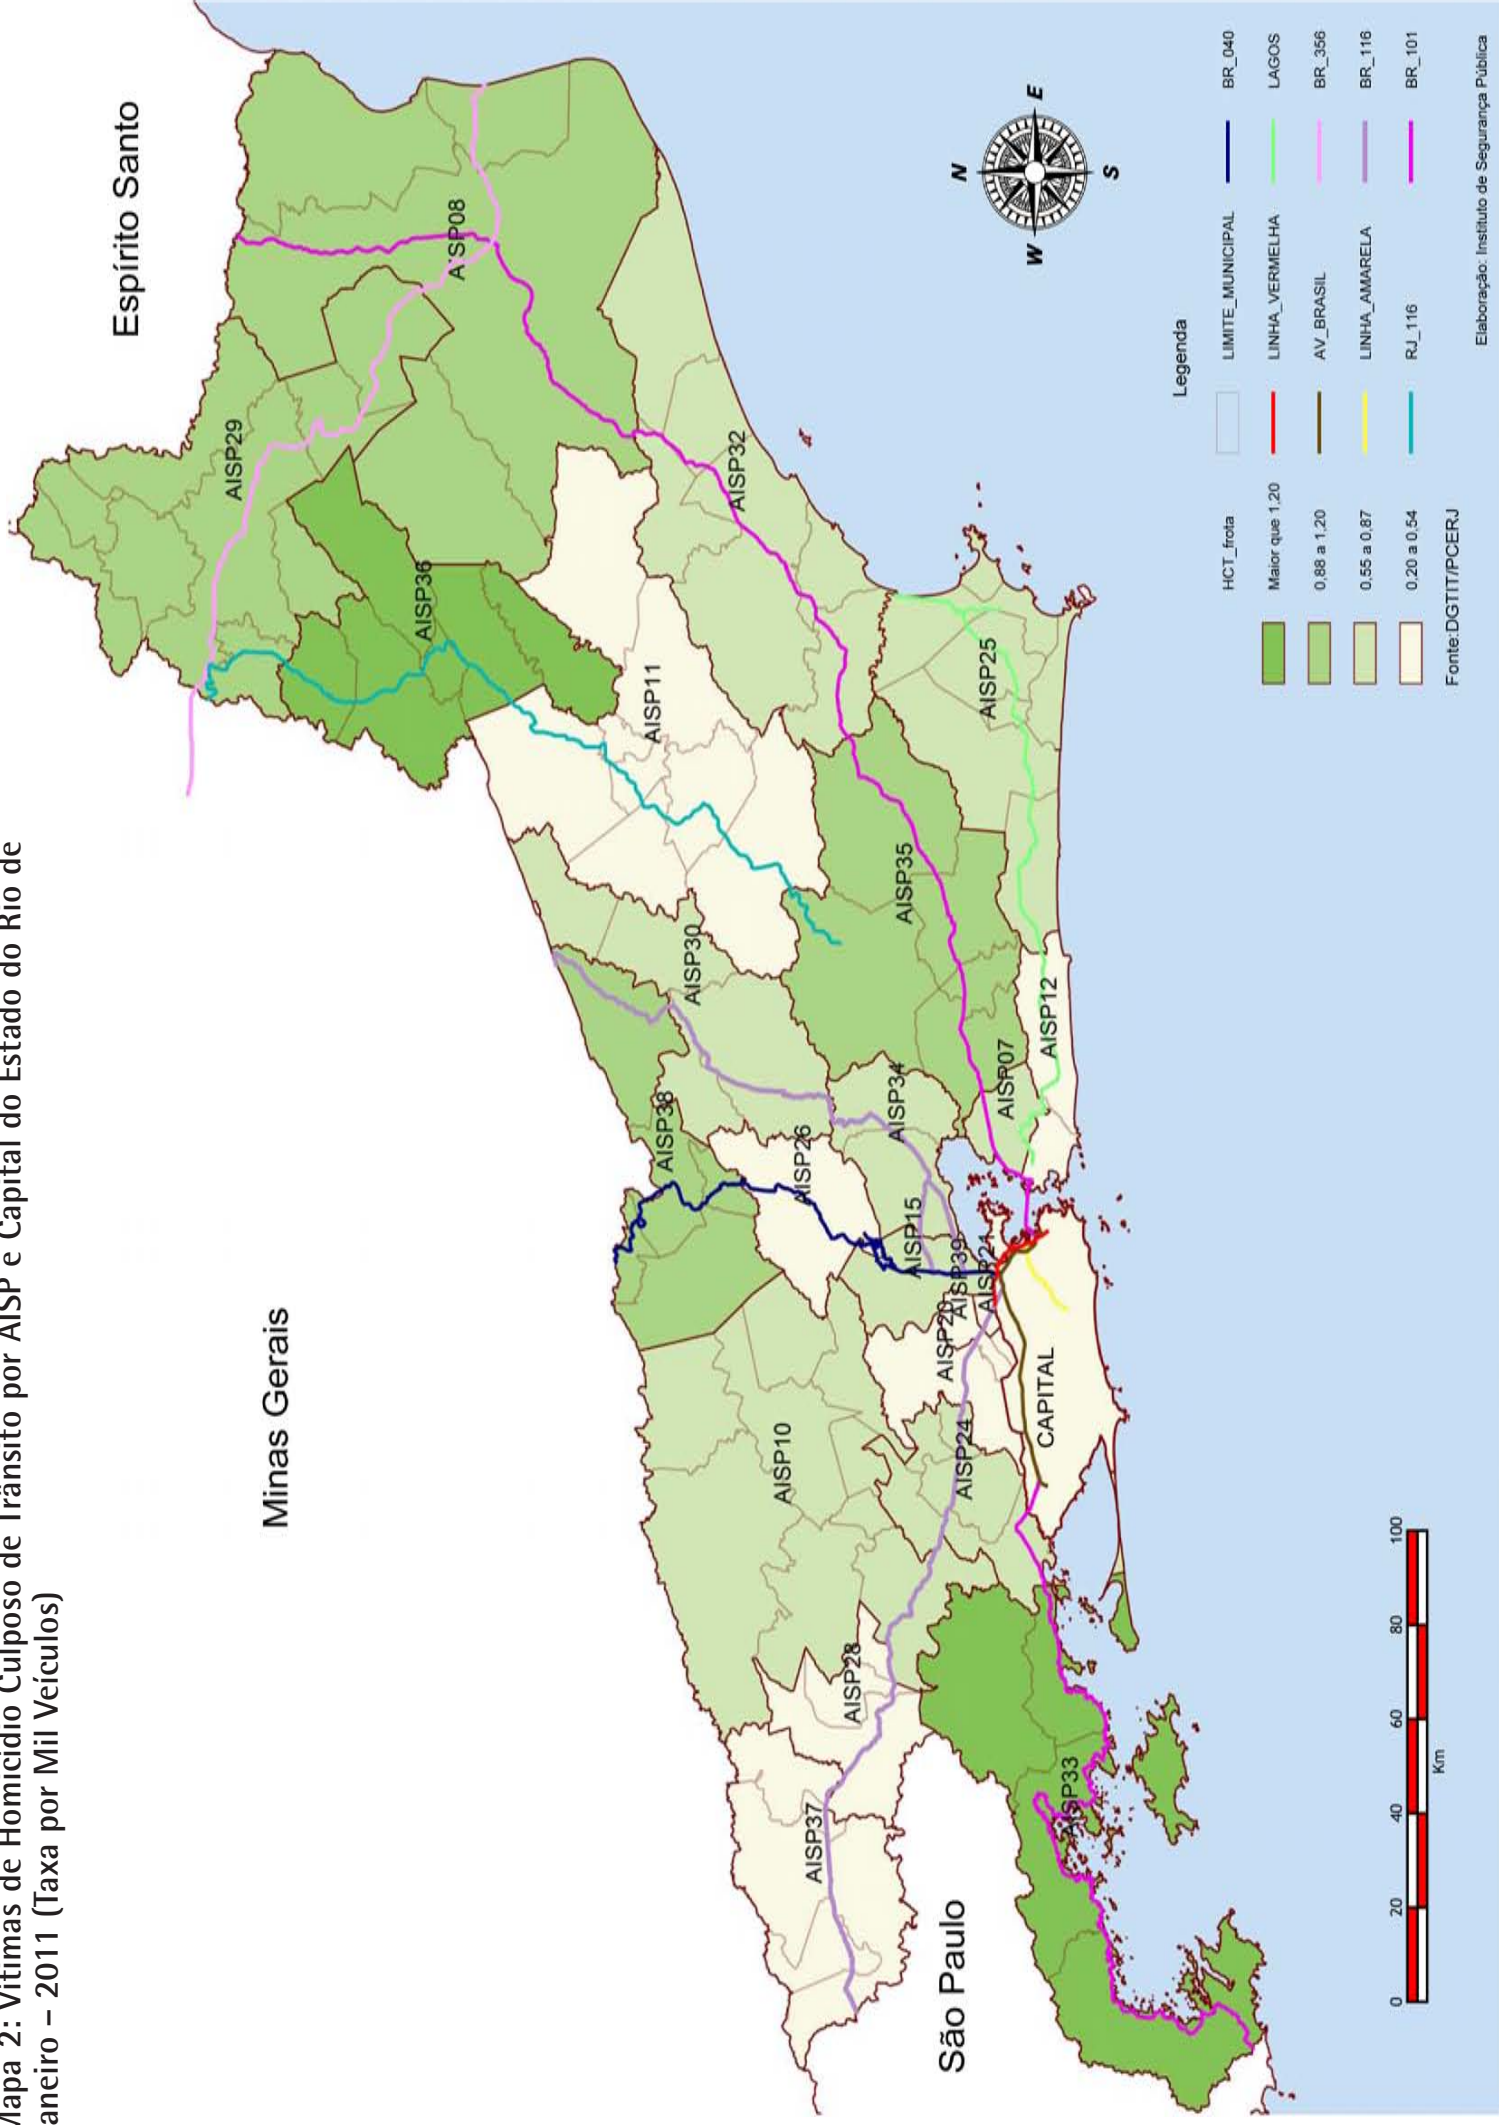 Mapa 2: Vítimas de Homicídio Culposo de Trânsito por AISP e Capital do Estado do Rio de
Janeiro – 2011 (Taxa por Mil Veículos)
Espírito Santo
Minas Gerais
São Paulo
AISP29
AISP08
AISP36
AISP32
AISP11
AISP25
AISP35
AISP30
AISP12
AISP07
AISP34
AISP38
AISP26
AISP15
AISP39
AISP21
AISP20
CAPITAL
AISP24
AISP10
AISP28
AISP33
AISP37
N
W
E
S
Legenda
HCT_frota
Maior que 1,20
0,88 a 1,20
0,55 a 0,87
0,20 a 0,54
LIMITE_MUNICIPAL
LINHA_VERMELHA
AV_BRASIL
LINHA_AMARELA
RJ_116
BR_040
LAGOS
BR_356
BR_116
BR_101
Fonte:DGTIT/PCERJ
Elaboração: Instituto de Segurança Pública
0 20 40 60 80 100
Km